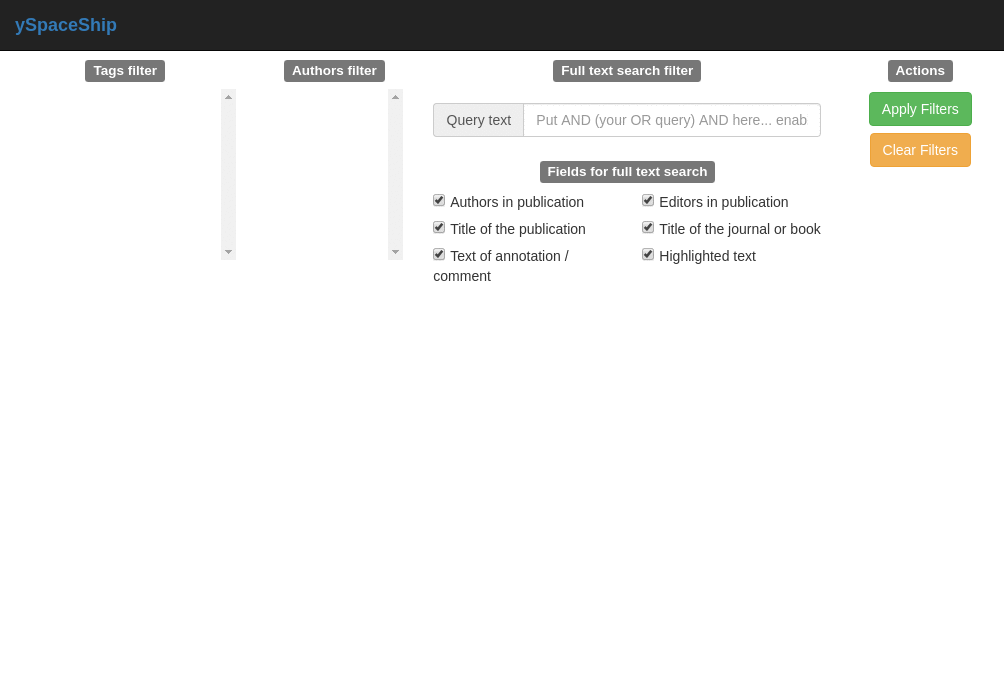 ySpaceShip
Tags filter
Authors filter
Full text search filter
Actions
Query text
Put AND (your OR query) AND here... enab
Apply Filters
Clear Filters
Fields for full text search
Authors in publication
Editors in publication
Title of the publication
Title of the journal or book
Text of annotation /
comment
Highlighted text